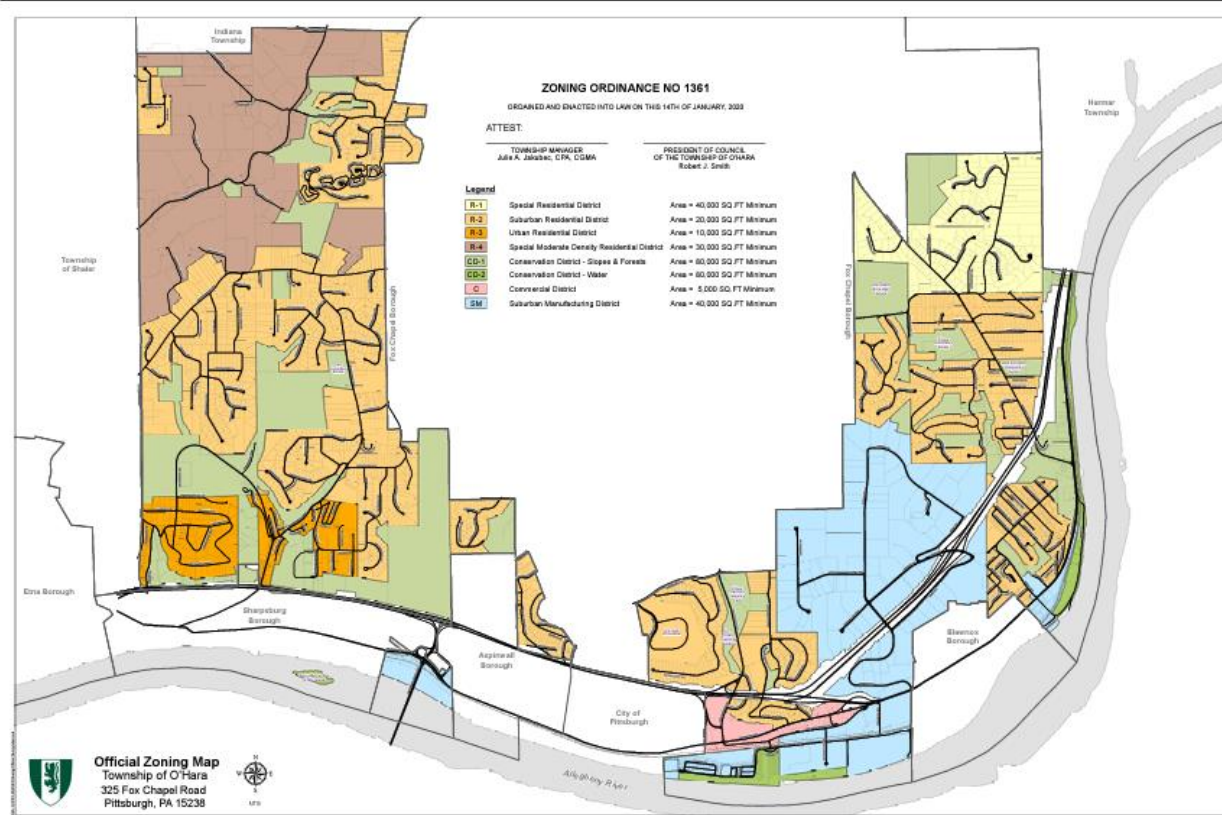 Indiana
Township
ZONING ORDINANCE NO 1361
ORDAINED AND ENACTED INTO LAW ON THIS 14TH OF JANUARY, 2020
ATTEST:
TOWNSHIP MANAGER
Julie A. Jakubec, CPA, CGMA
PRESIDENT OF COUNCIL
OF THE TOWNSHIP OF O'HARA
Robert J. Smith
Harmar
Township
Legend
R-1 Special Residential District Area = 40,000 SQ.FT Minimum
R-2 Suburban Residential District Area = 20,000 SQ.FT Minimum
R-3 Urban Residential District Area = 10,000 SQ.FT Minimum
R-4 Special Moderate Density Residential District Area = 30,000 SQ.FT Minimum
CD-1 Conservation District - Slopes & Forests Area = 80,000 SQ.FT Minimum
CD-2 Conservation District - Water Area = 80,000 SQ.FT Minimum
C Commercial District Area = 5,000 SQ.FT Minimum
SM Suburban Manufacturing District Area = 40,000 SQ.FT Minimum
Township
of Shaler
Fox Chapel Borough
Fox Chapel Borough
Etna Borough
Sharpsburg
Borough
Aspinwall
Borough
City of
Pittsburgh
Blawnox
Borough
Allegheny River
Official Zoning Map
Township of O'Hara
325 Fox Chapel Road
Pittsburgh, PA 15238
N
W
E
S